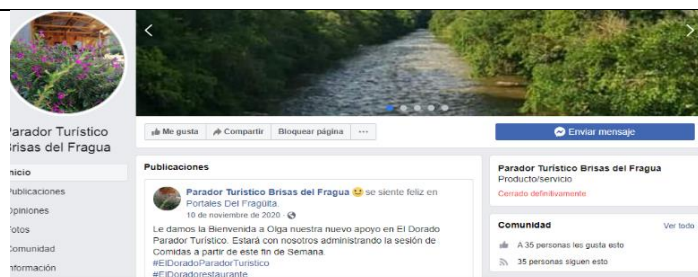 Parador Turístico
Brisas del Fragua
Inicio
Publicaciones
Opiniones
Fotos
Comunidad
Información
Me gusta
Compartir
Bloquear página
Enviar mensaje
Publicaciones
Parador Turístico Brisas del Fragua se siente feliz en
Portales Del Fragüita.
10 de noviembre de 2020
Le damos la Bienvenida a Olga nuestra nuevo apoyo en El Dorado
Parador Turístico. Estará con nosotros administrando la sesión de
Comidas a partir de este fin de Semana.
#ElDoradoParadorTuristico
#ElDoradorestaurante
Parador Turístico Brisas del Fragua
Producto/servicio
Cerrado definitivamente
Comunidad
Ver todo
A 35 personas les gusta esto
35 personas siguen esto